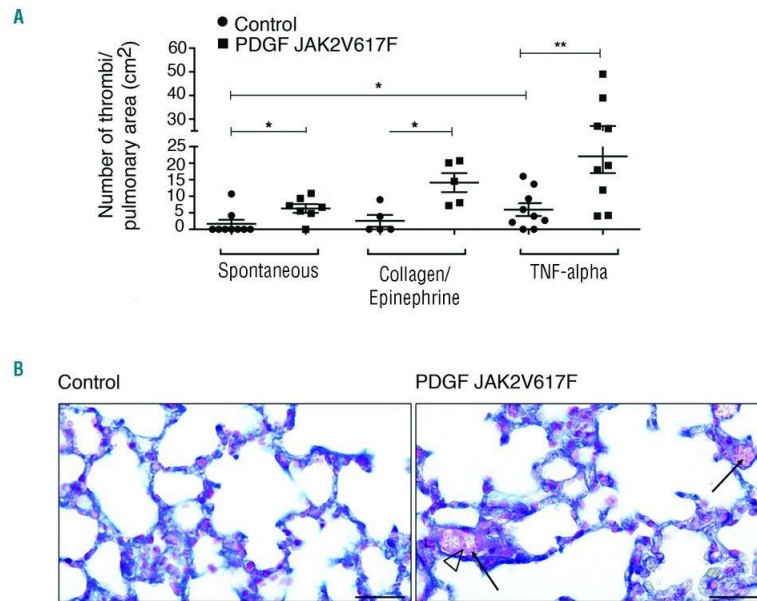 A
Control
PDGF JAK2V617F
Number of thrombi/
pulmonary area (cm2)
60
50
40
30
25
20
15
10
5
0
*
*
*
**
Spontaneous
Collagen/
Epinephrine
TNF-alpha
B
Control
PDGF JAK2V617F